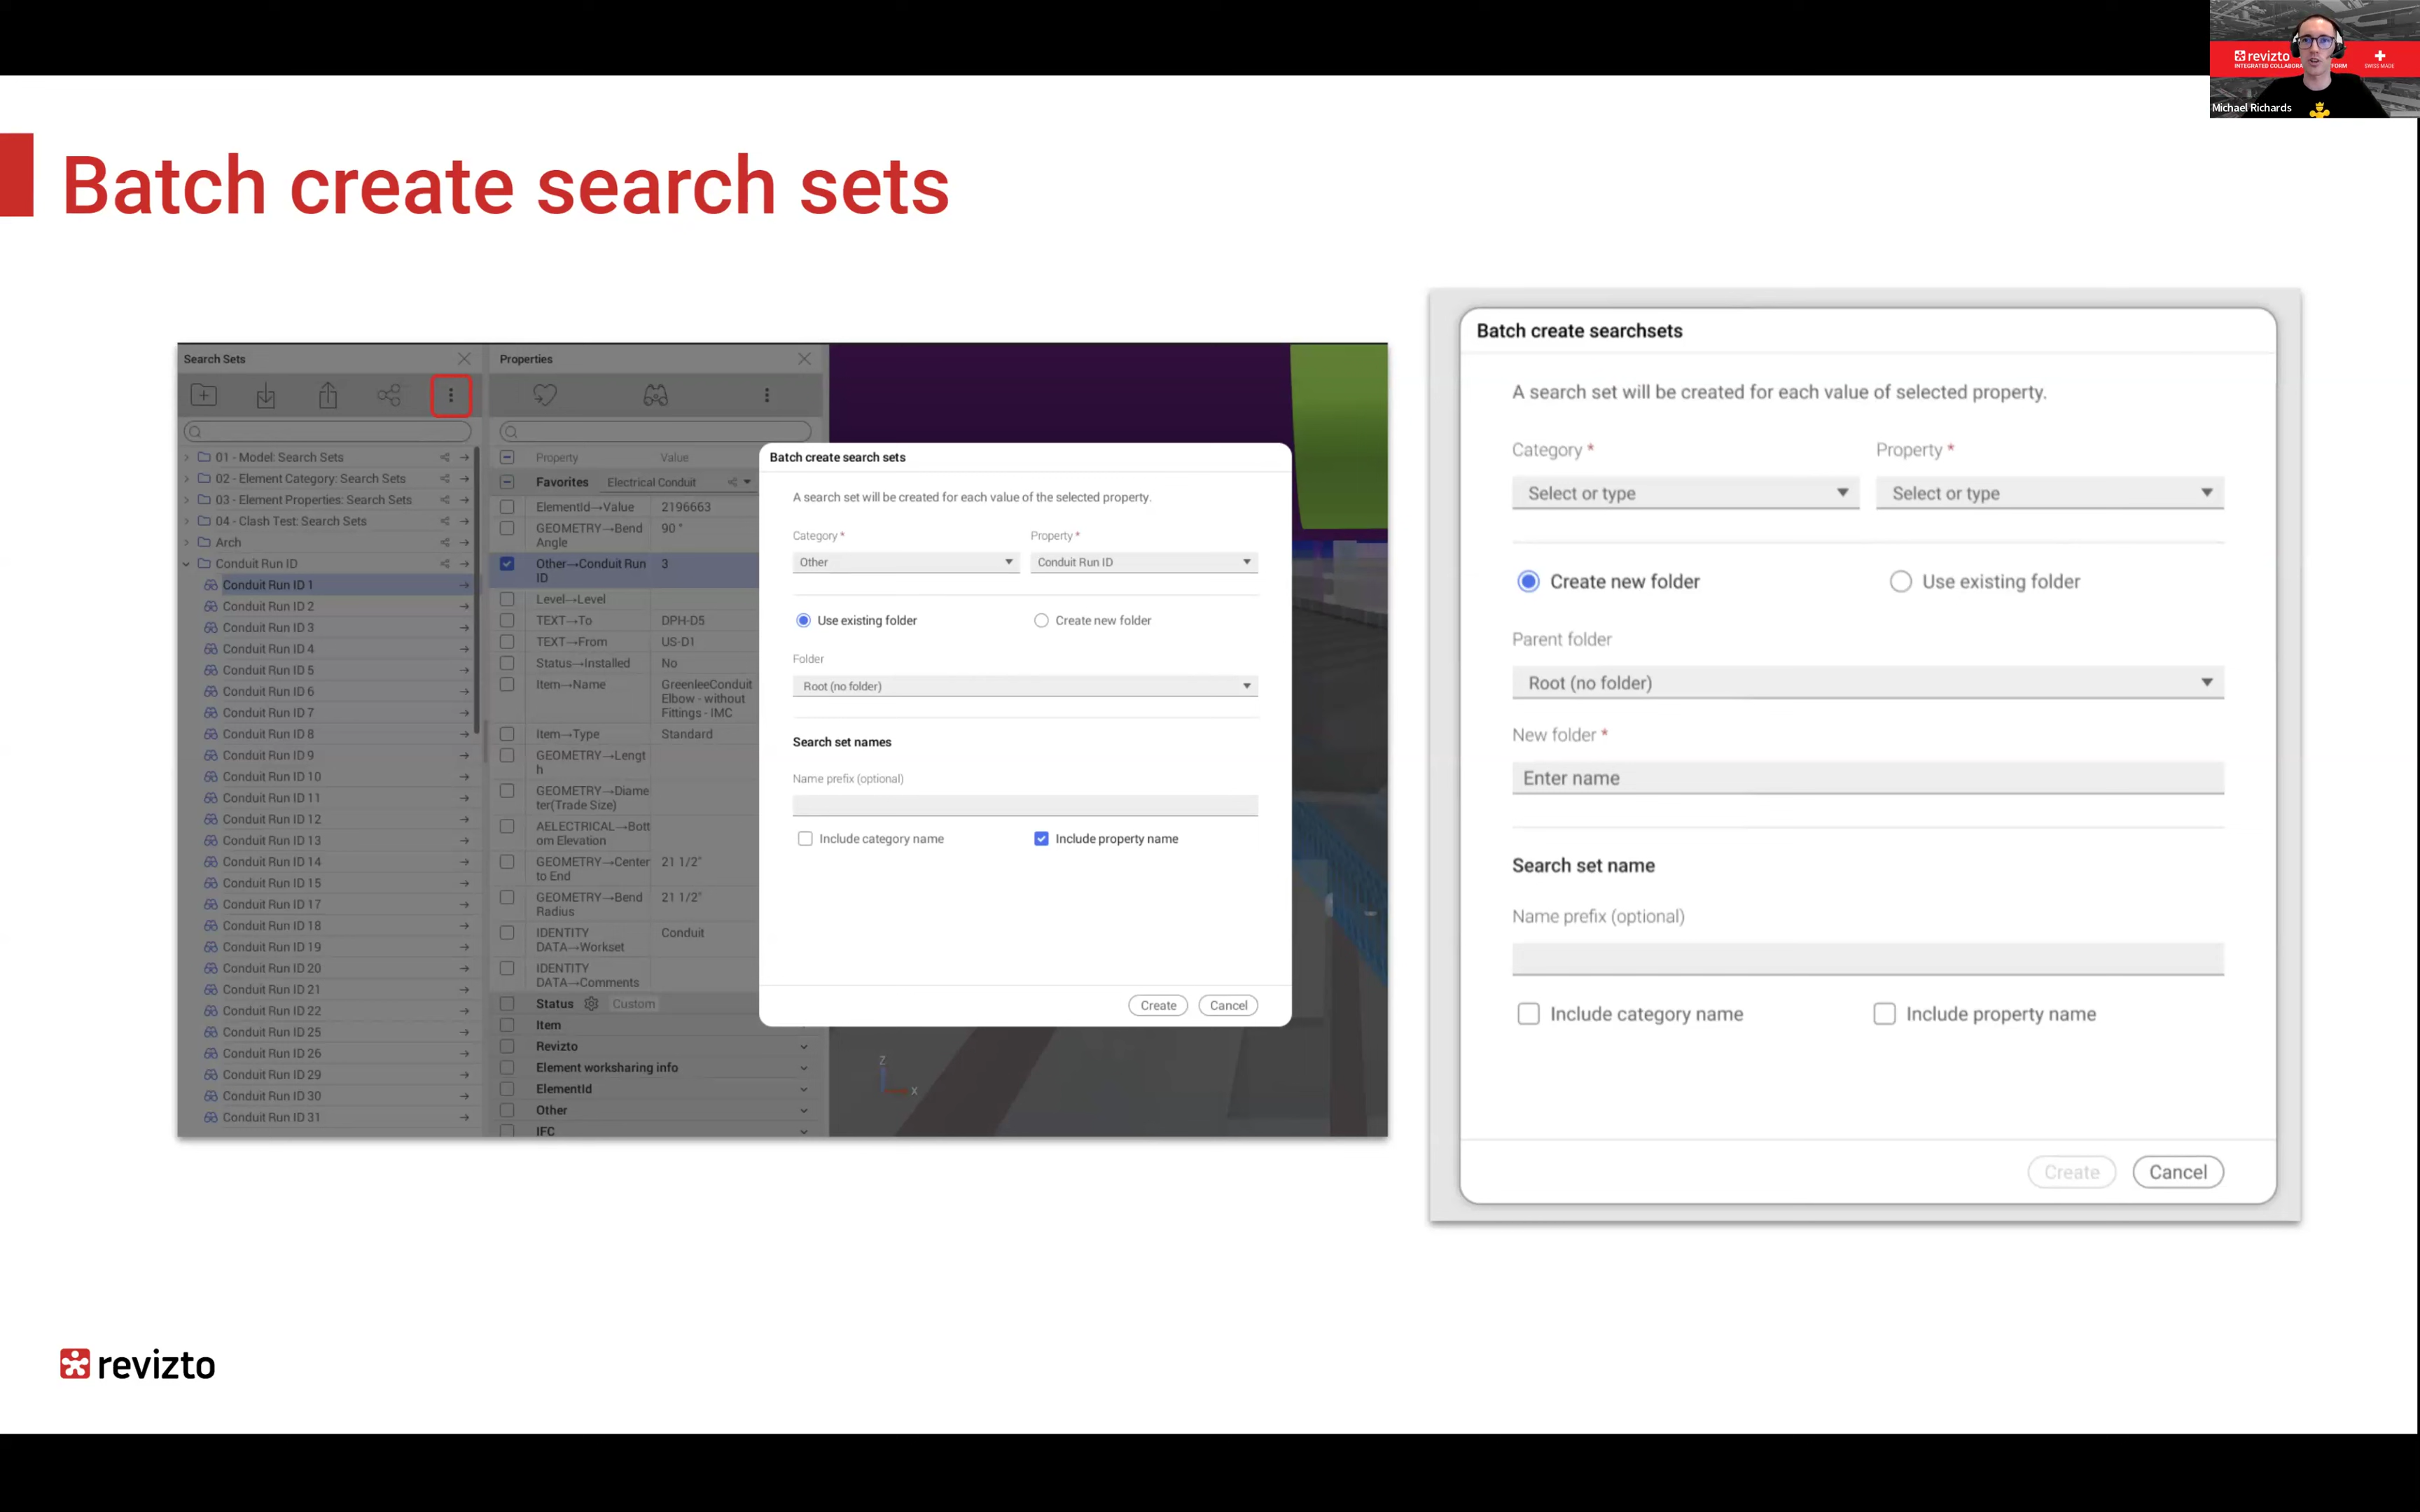 revizto
INTEGRATED COLLABORA FORM
SWISS MADE
Michael Richards
Batch create search sets
Search Sets
01 - Model: Search Sets
02 - Element Category: Search Sets
03 - Element Properties: Search Sets
04 - Clash Test: Search Sets
Arch
Conduit Run ID
Conduit Run ID 1
Conduit Run ID 2
Conduit Run ID 3
Conduit Run ID 4
Conduit Run ID 5
Conduit Run ID 6
Conduit Run ID 7
Conduit Run ID 8
Conduit Run ID 9
Conduit Run ID 10
Conduit Run ID 11
Conduit Run ID 12
Conduit Run ID 13
Conduit Run ID 14
Conduit Run ID 15
Conduit Run ID 17
Conduit Run ID 18
Conduit Run ID 19
Conduit Run ID 20
Conduit Run ID 21
Conduit Run ID 22
Conduit Run ID 25
Conduit Run ID 26
Conduit Run ID 29
Conduit Run ID 30
Conduit Run ID 31
Properties
Property Value
Favorites Electrical Conduit
ElementId→Value 2196663
GEOMETRY→Bend 90 °
Angle
Other→Conduit Run 3
ID
Level→Level
TEXT→To DPH-D5
TEXT→From US-D1
Status→Installed No
Item→Name GreenleeConduit
Elbow - without
Fittings - IMC
Item→Type Standard
GEOMETRY→Lengt
h
GEOMETRY→Diame
ter(Trade Size)
AELECTRICAL→Bott
om Elevation
GEOMETRY→Center 21 1/2"
to End
GEOMETRY→Bend 21 1/2"
Radius
IDENTITY Conduit
DATA→Workset
IDENTITY
DATA→Comments
Status Custom
Item
Revizto
Element worksharing info
ElementId
Other
IFC
Z
X
Batch create search sets
A search set will be created for each value of the selected property.
Category * Property *
Other Conduit Run ID
Use existing folder Create new folder
Folder
Root (no folder)
Search set names
Name prefix (optional)
Include category name Include property name
Create Cancel
Batch create searchsets
A search set will be created for each value of selected property.
Category * Property *
Select or type Select or type
Create new folder Use existing folder
Parent folder
Root (no folder)
New folder *
Enter name
Search set name
Name prefix (optional)
Include category name Include property name
Create Cancel
revizto